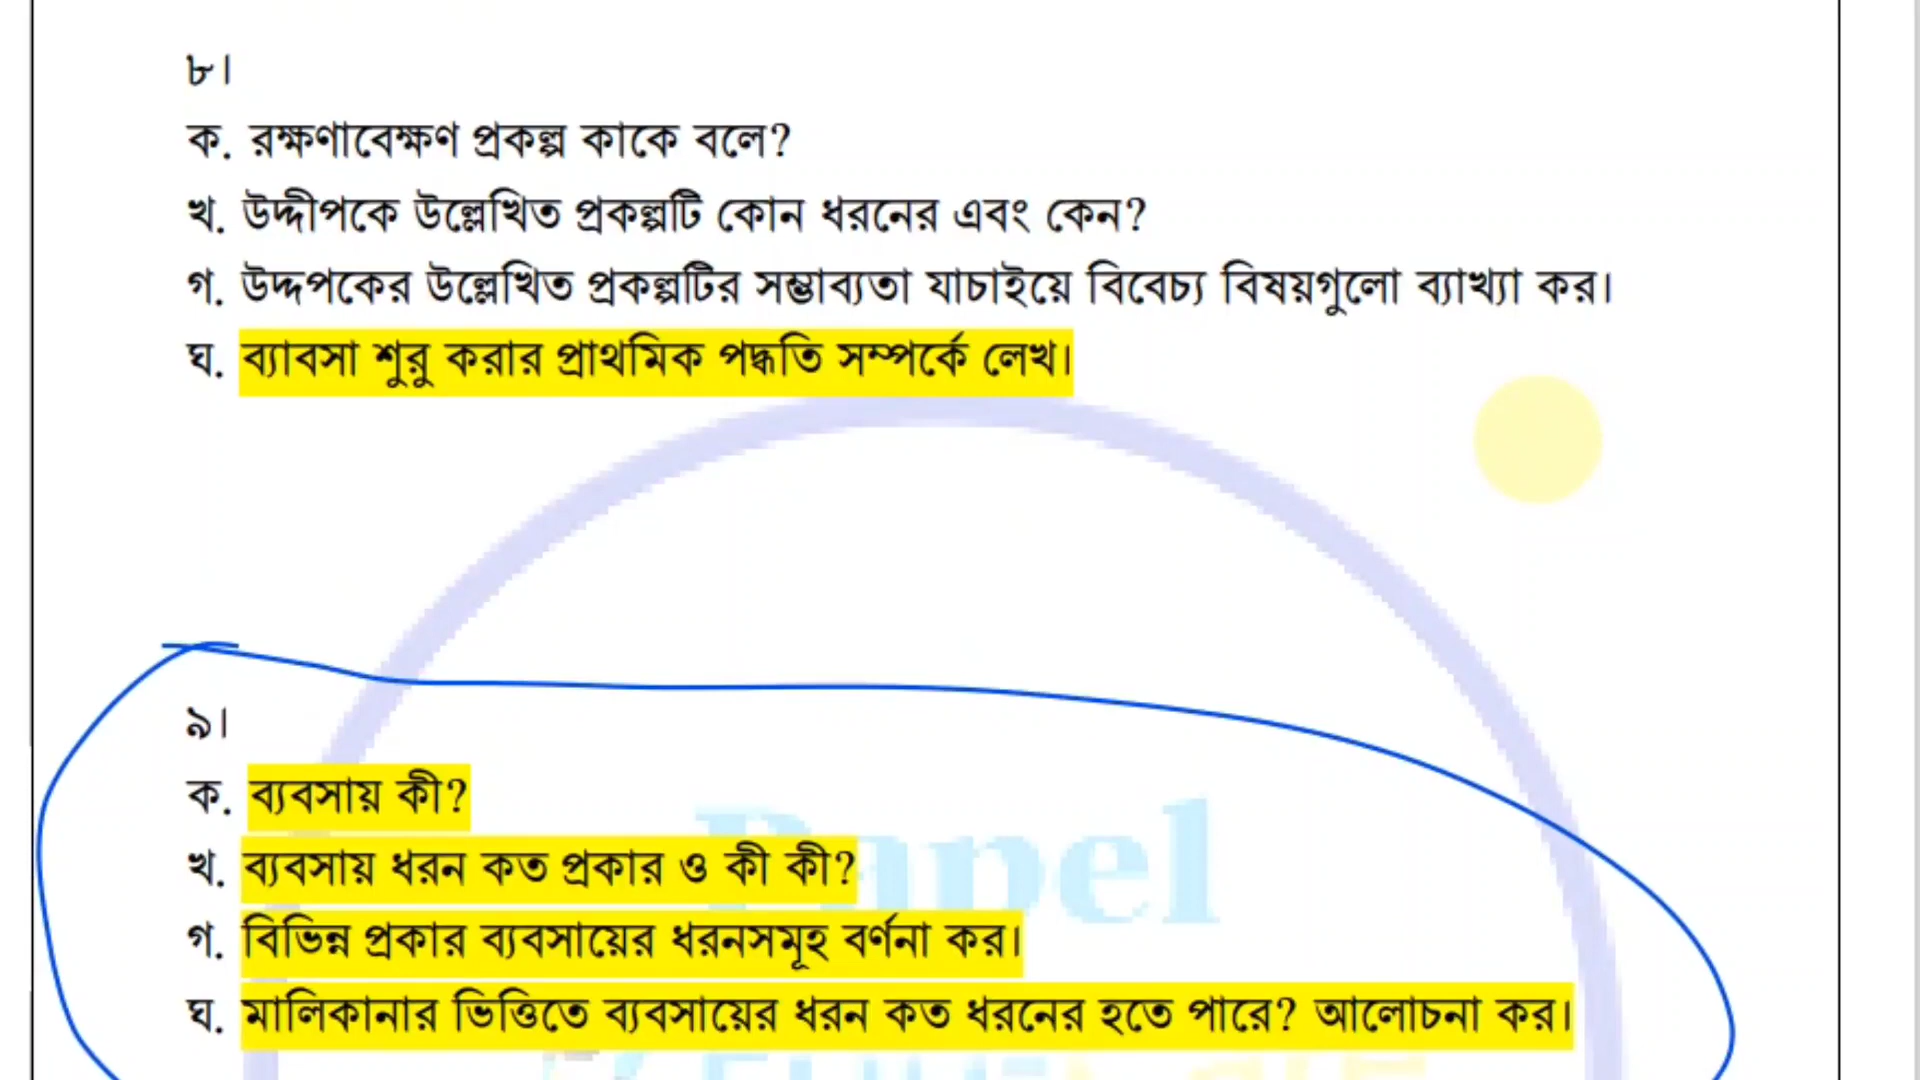 ৮।
ক. রক্ষণাবেক্ষণ প্রকল্প কাকে বলে?
খ. উদ্দীপকে উল্লেখিত প্রকল্পটি কোন ধরনের এবং কেন?
গ. উদ্দপকের উল্লেখিত প্রকল্পটির সম্ভাব্যতা যাচাইয়ে বিবেচ্য বিষয়গুলো ব্যাখ্যা কর।
ঘ. ব্যাবসা শুরু করার প্রাথমিক পদ্ধতি সম্পর্কে লেখ।
৯।
ক. ব্যবসায় কী?
খ. ব্যবসায় ধরন কত প্রকার ও কী কী?
গ. বিভিন্ন প্রকার ব্যবসায়ের ধরনসমূহ বর্ণনা কর।
ঘ. মালিকানার ভিত্তিতে ব্যবসায়ের ধরন কত ধরনের হতে পারে? আলোচনা কর।